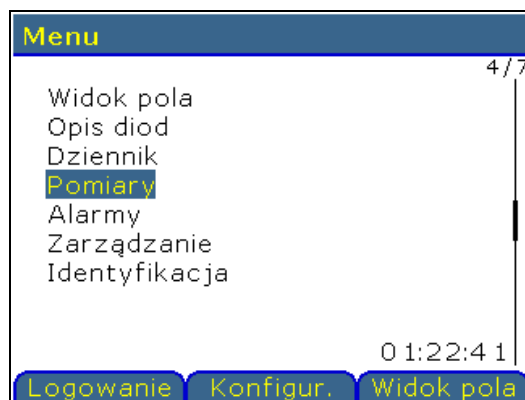 Menu
4/7
Widok pola
Opis diod
Dziennik
Pomiary
Alarmy
Zarządzanie
Identyfikacja
01:22:41
Logowanie Konfigur. Widok pola